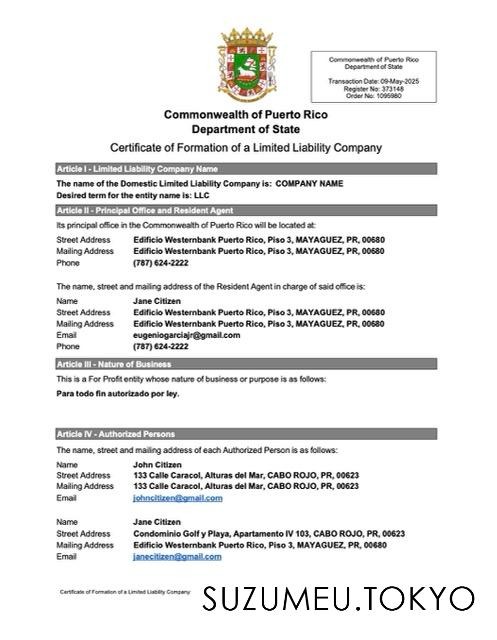 Commonwealth of Puerto Rico
Department of State
Transaction Date: 09-May-2025
Register No: 373148
Order No: 1095980
Commonwealth of Puerto Rico
Department of State
Certificate of Formation of a Limited Liability Company
Article I - Limited Liability Company Name
The name of the Domestic Limited Liability Company is: COMPANY NAME
Desired term for the entity name is: LLC
Article II - Principal Office and Resident Agent
Its principal office in the Commonwealth of Puerto Rico will be located at:
Street Address Edificio Westernbank Puerto Rico, Piso 3, MAYAGUEZ, PR, 00680
Mailing Address Edificio Westernbank Puerto Rico, Piso 3, MAYAGUEZ, PR, 00680
Phone (787) 624-2222
The name, street and mailing address of the Resident Agent in charge of said office is:
Name Jane Citizen
Street Address Edificio Westernbank Puerto Rico, Piso 3, MAYAGUEZ, PR, 00680
Mailing Address Edificio Westernbank Puerto Rico, Piso 3, MAYAGUEZ, PR, 00680
Email eugeniogarciajr@gmail.com
Phone (787) 624-2222
Article III - Nature of Business
This is a For Profit entity whose nature of business or purpose is as follows:
Para todo fin autorizado por ley.
Article IV - Authorized Persons
The name, street and mailing address of each Authorized Person is as follows:
Name John Citizen
Street Address 133 Calle Caracol, Alturas del Mar, CABO ROJO, PR, 00623
Mailing Address 133 Calle Caracol, Alturas del Mar, CABO ROJO, PR, 00623
Email johncitizen@gmail.com
Name Jane Citizen
Street Address Condominio Golf y Playa, Apartamento IV 103, CABO ROJO, PR, 00623
Mailing Address Edificio Westernbank Puerto Rico, Piso 3, MAYAGUEZ, PR, 00680
Email janecitizen@gmail.com
Certificate of Formation of a Limited Liability Company
SUZUMEU.TOKYO